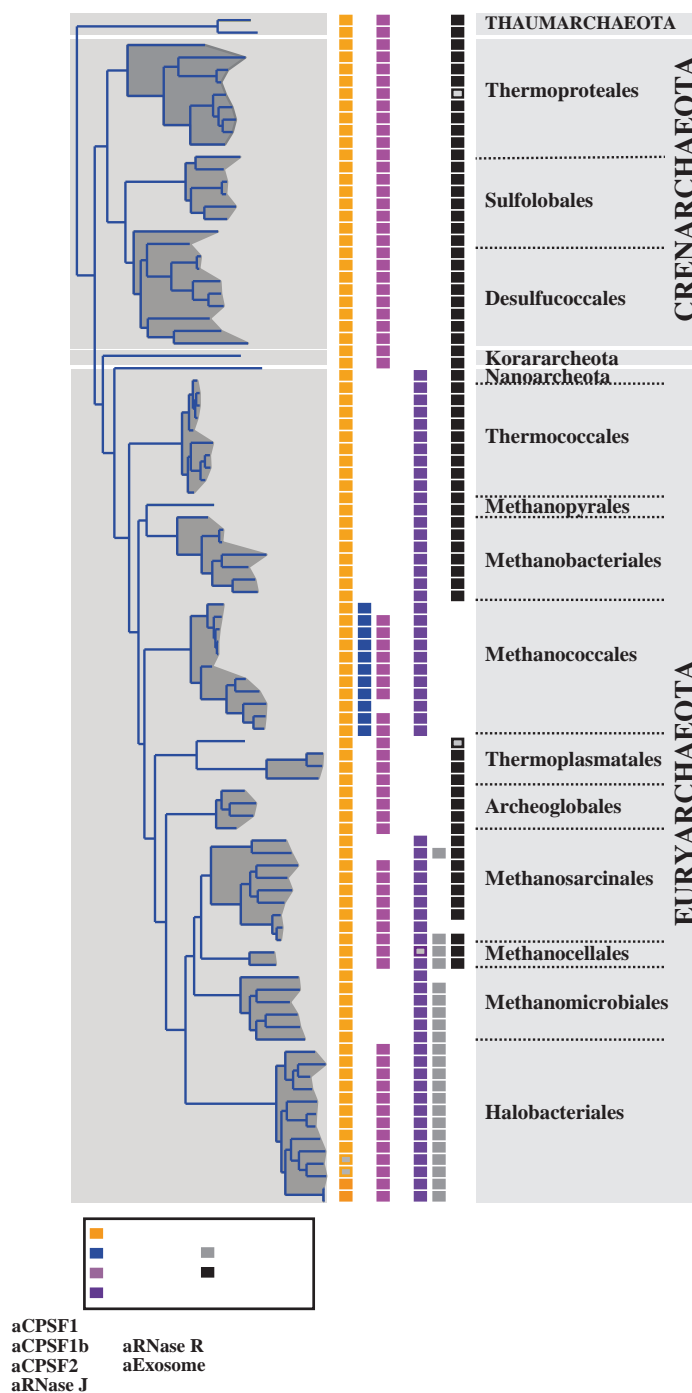 THAUMARCHAEOTA
Thermoproteales
Sulfolobales
Desulfucoccales
CRENARCHAEOTA
Korararcheota
Nanoarcheota
Thermococcales
Methanopyrales
Methanobacteriales
Methanococcales
Thermoplasmatales
Archeoglobales
Methanosarcinales
Methanocellales
Methanomicrobiales
Halobacteriales
EURYARCHAEOTA
aCPSF1
aCPSF1b aRNase R
aCPSF2 aExosome
aRNase J